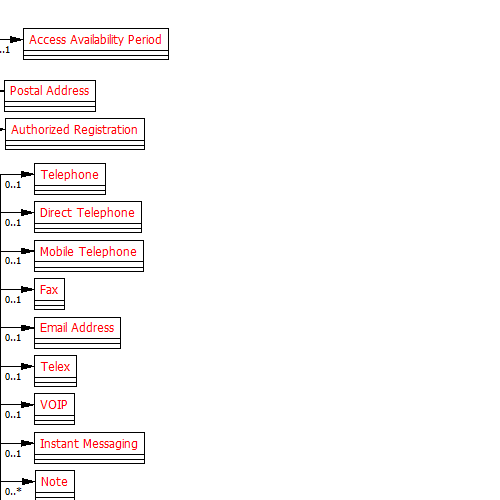 Access Availability Period
..1
Postal Address
Authorized Registration
Telephone
0..1
Direct Telephone
0..1
Mobile Telephone
0..1
Fax
0..1
Email Address
0..1
Telex
0..1
VOIP
0..1
Instant Messaging
0..1
Note
0..*